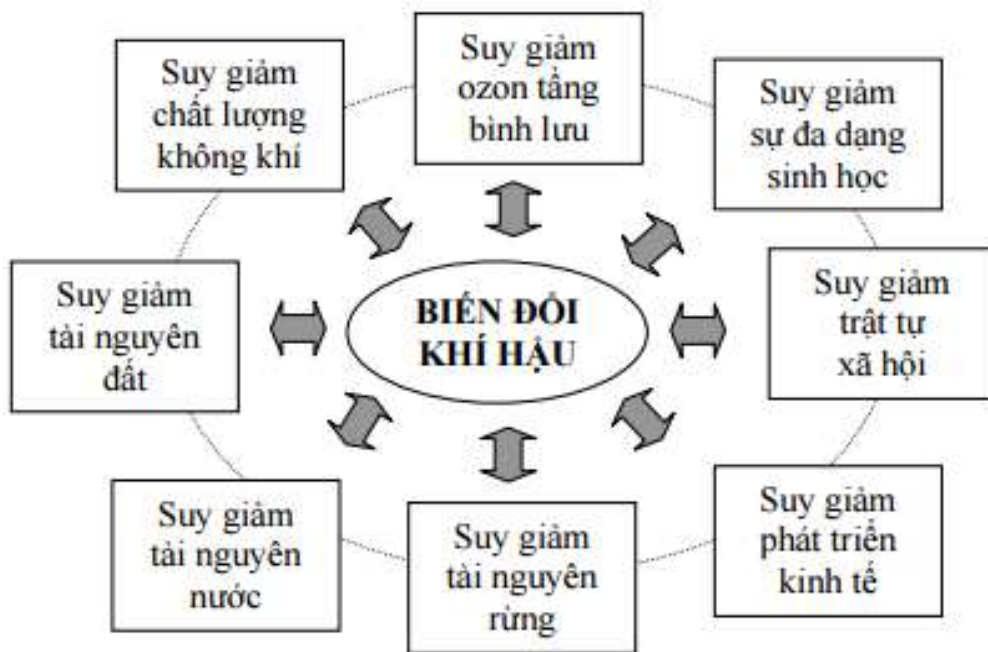 Suy giảm
chất lượng
không khí
Suy giảm
ozon tầng
bình lưu
Suy giảm
sự đa dạng
sinh học
Suy giảm
tài nguyên
đất
BIẾN ĐỔI
KHÍ HẬU
Suy giảm
trật tự
xã hội
Suy giảm
tài nguyên
nước
Suy giảm
tài nguyên
rừng
Suy giảm
phát triển
kinh tế